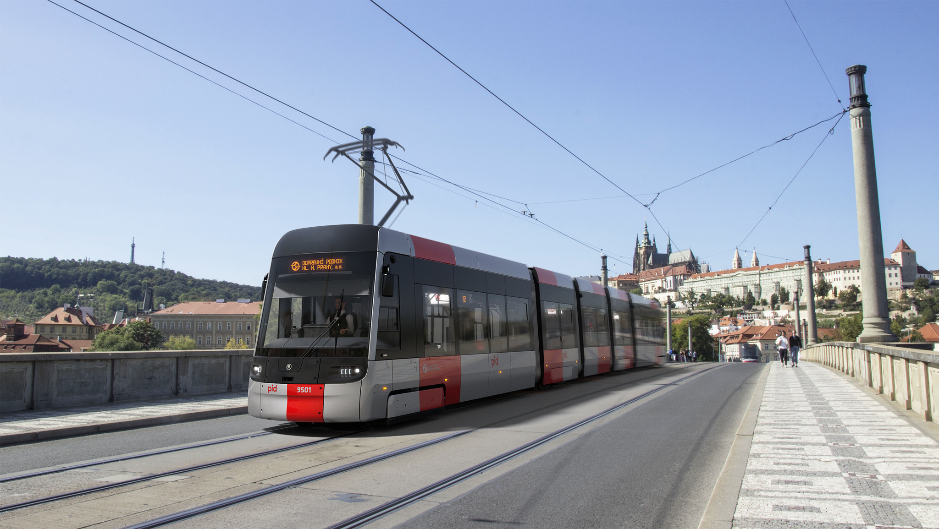 DOPRAVNÍ PODNIK
HL. M. PRAHY, a.s.
pid
9501
pid